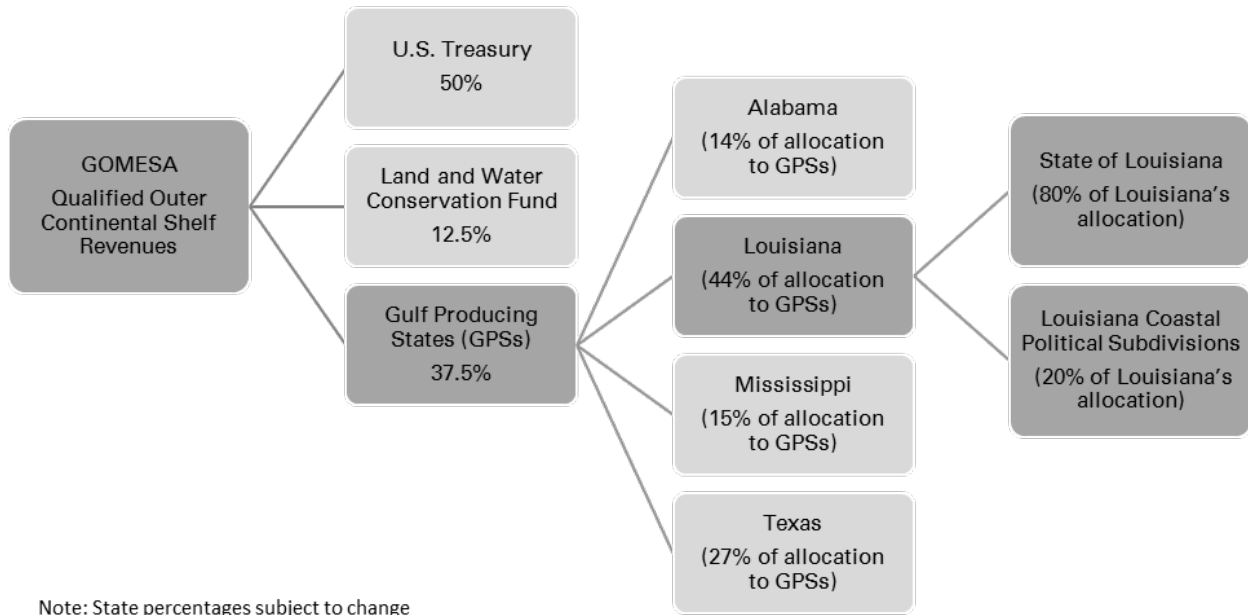 GOMESA
Qualified Outer
Continental Shelf
Revenues
U.S. Treasury
50%
Land and Water
Conservation Fund
12.5%
Gulf Producing
States (GPSs)
37.5%
Alabama
(14% of allocation
to GPSs)
Louisiana
(44% of allocation
to GPSs)
Mississippi
(15% of allocation
to GPSs)
Texas
(27% of allocation
to GPSs)
State of Louisiana
(80% of Louisiana’s
allocation)
Louisiana Coastal
Political Subdivisions
(20% of Louisiana’s
allocation)
Note: State percentages subject to change